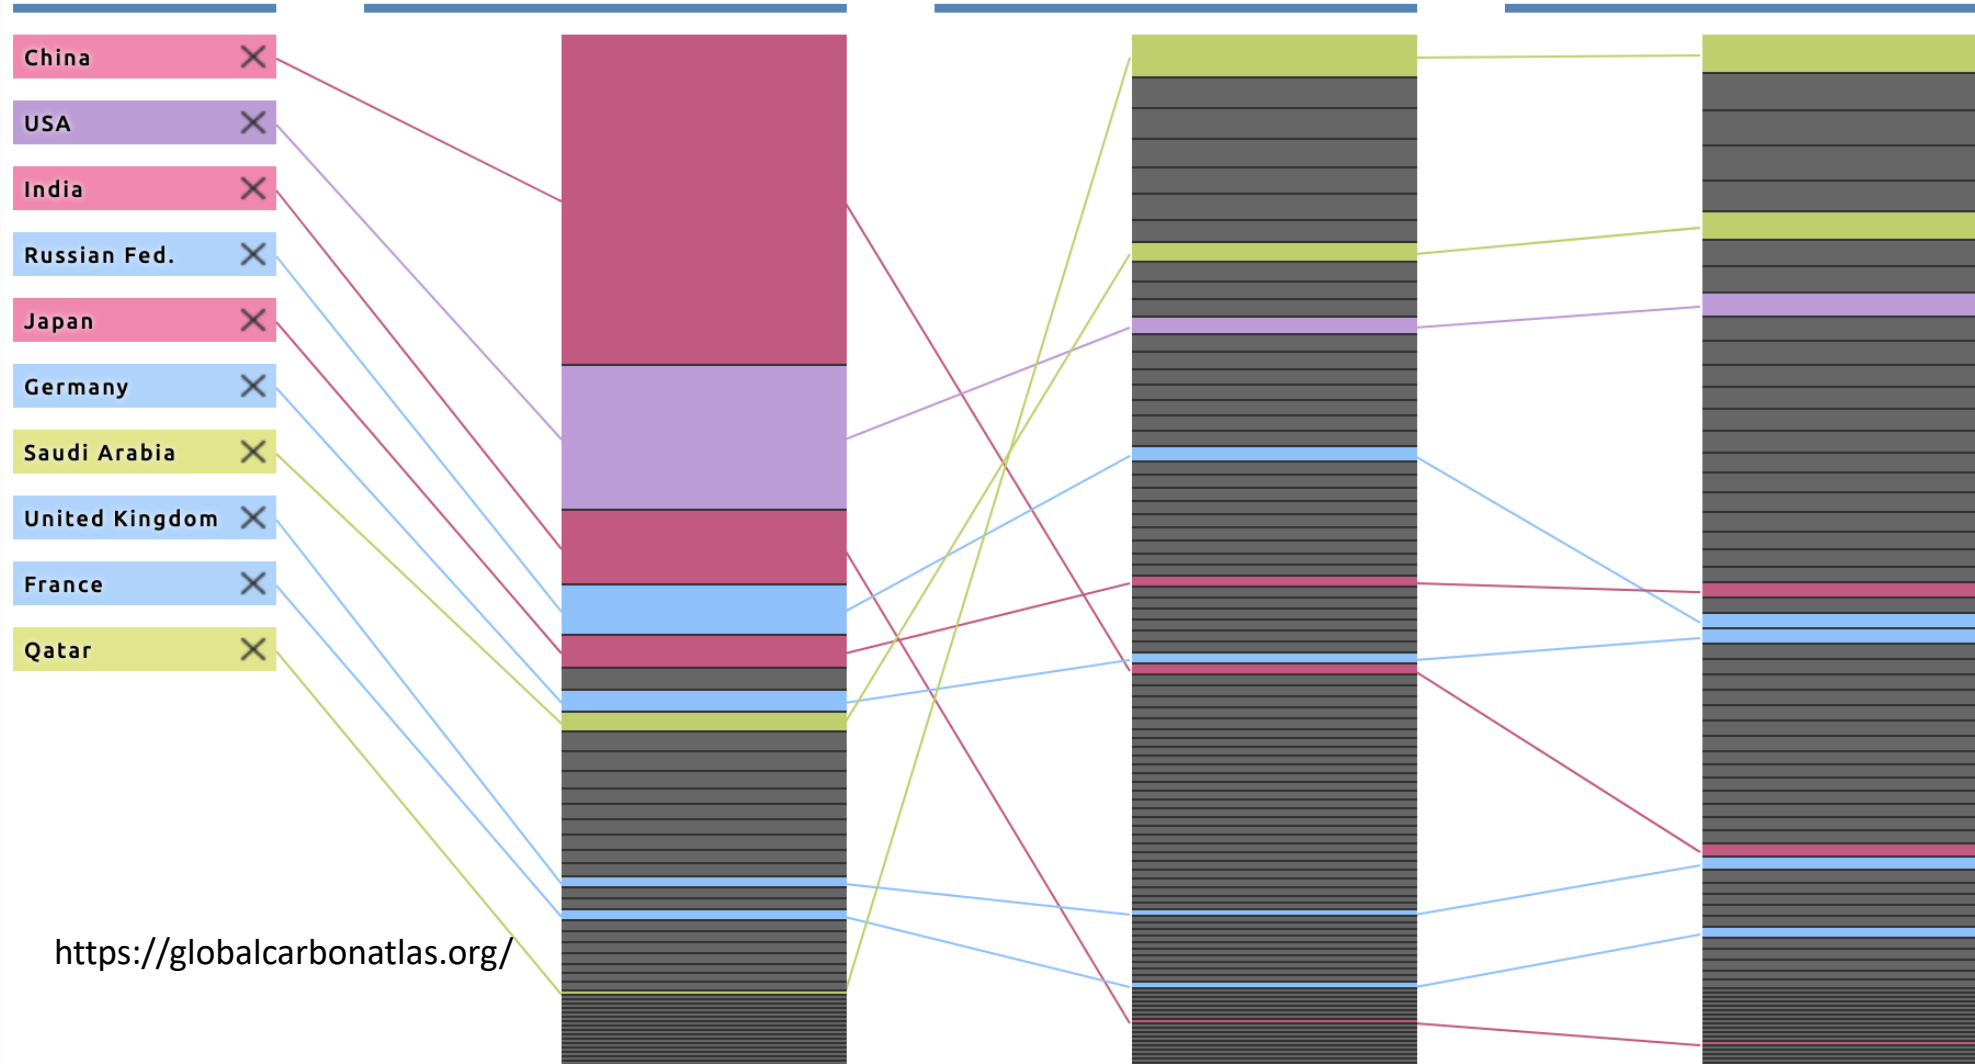 China
USA
India
Russian Fed.
Japan
Germany
Saudi Arabia
United Kingdom
France
Qatar
https://globalcarbonatlas.org/